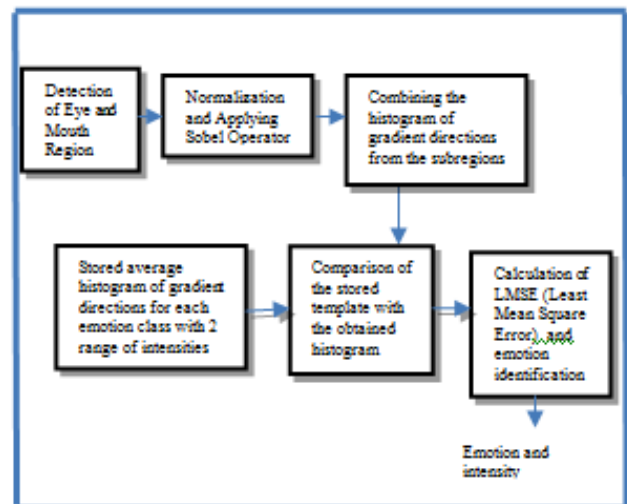 Detection
of Eye and
Mouth
Region
Normalization
and Applying
Sobel Operator
Combining the
histogram of
gradient directions
from the subregions
Stored average
histogram of gradient
directions for each
emotion class with 2
range of intensities
Comparison of
the stored
template with
the obtained
histogram
Calculation of
LMSE (Least
Mean Square
Error), and
emotion
identification
Emotion and
intensity